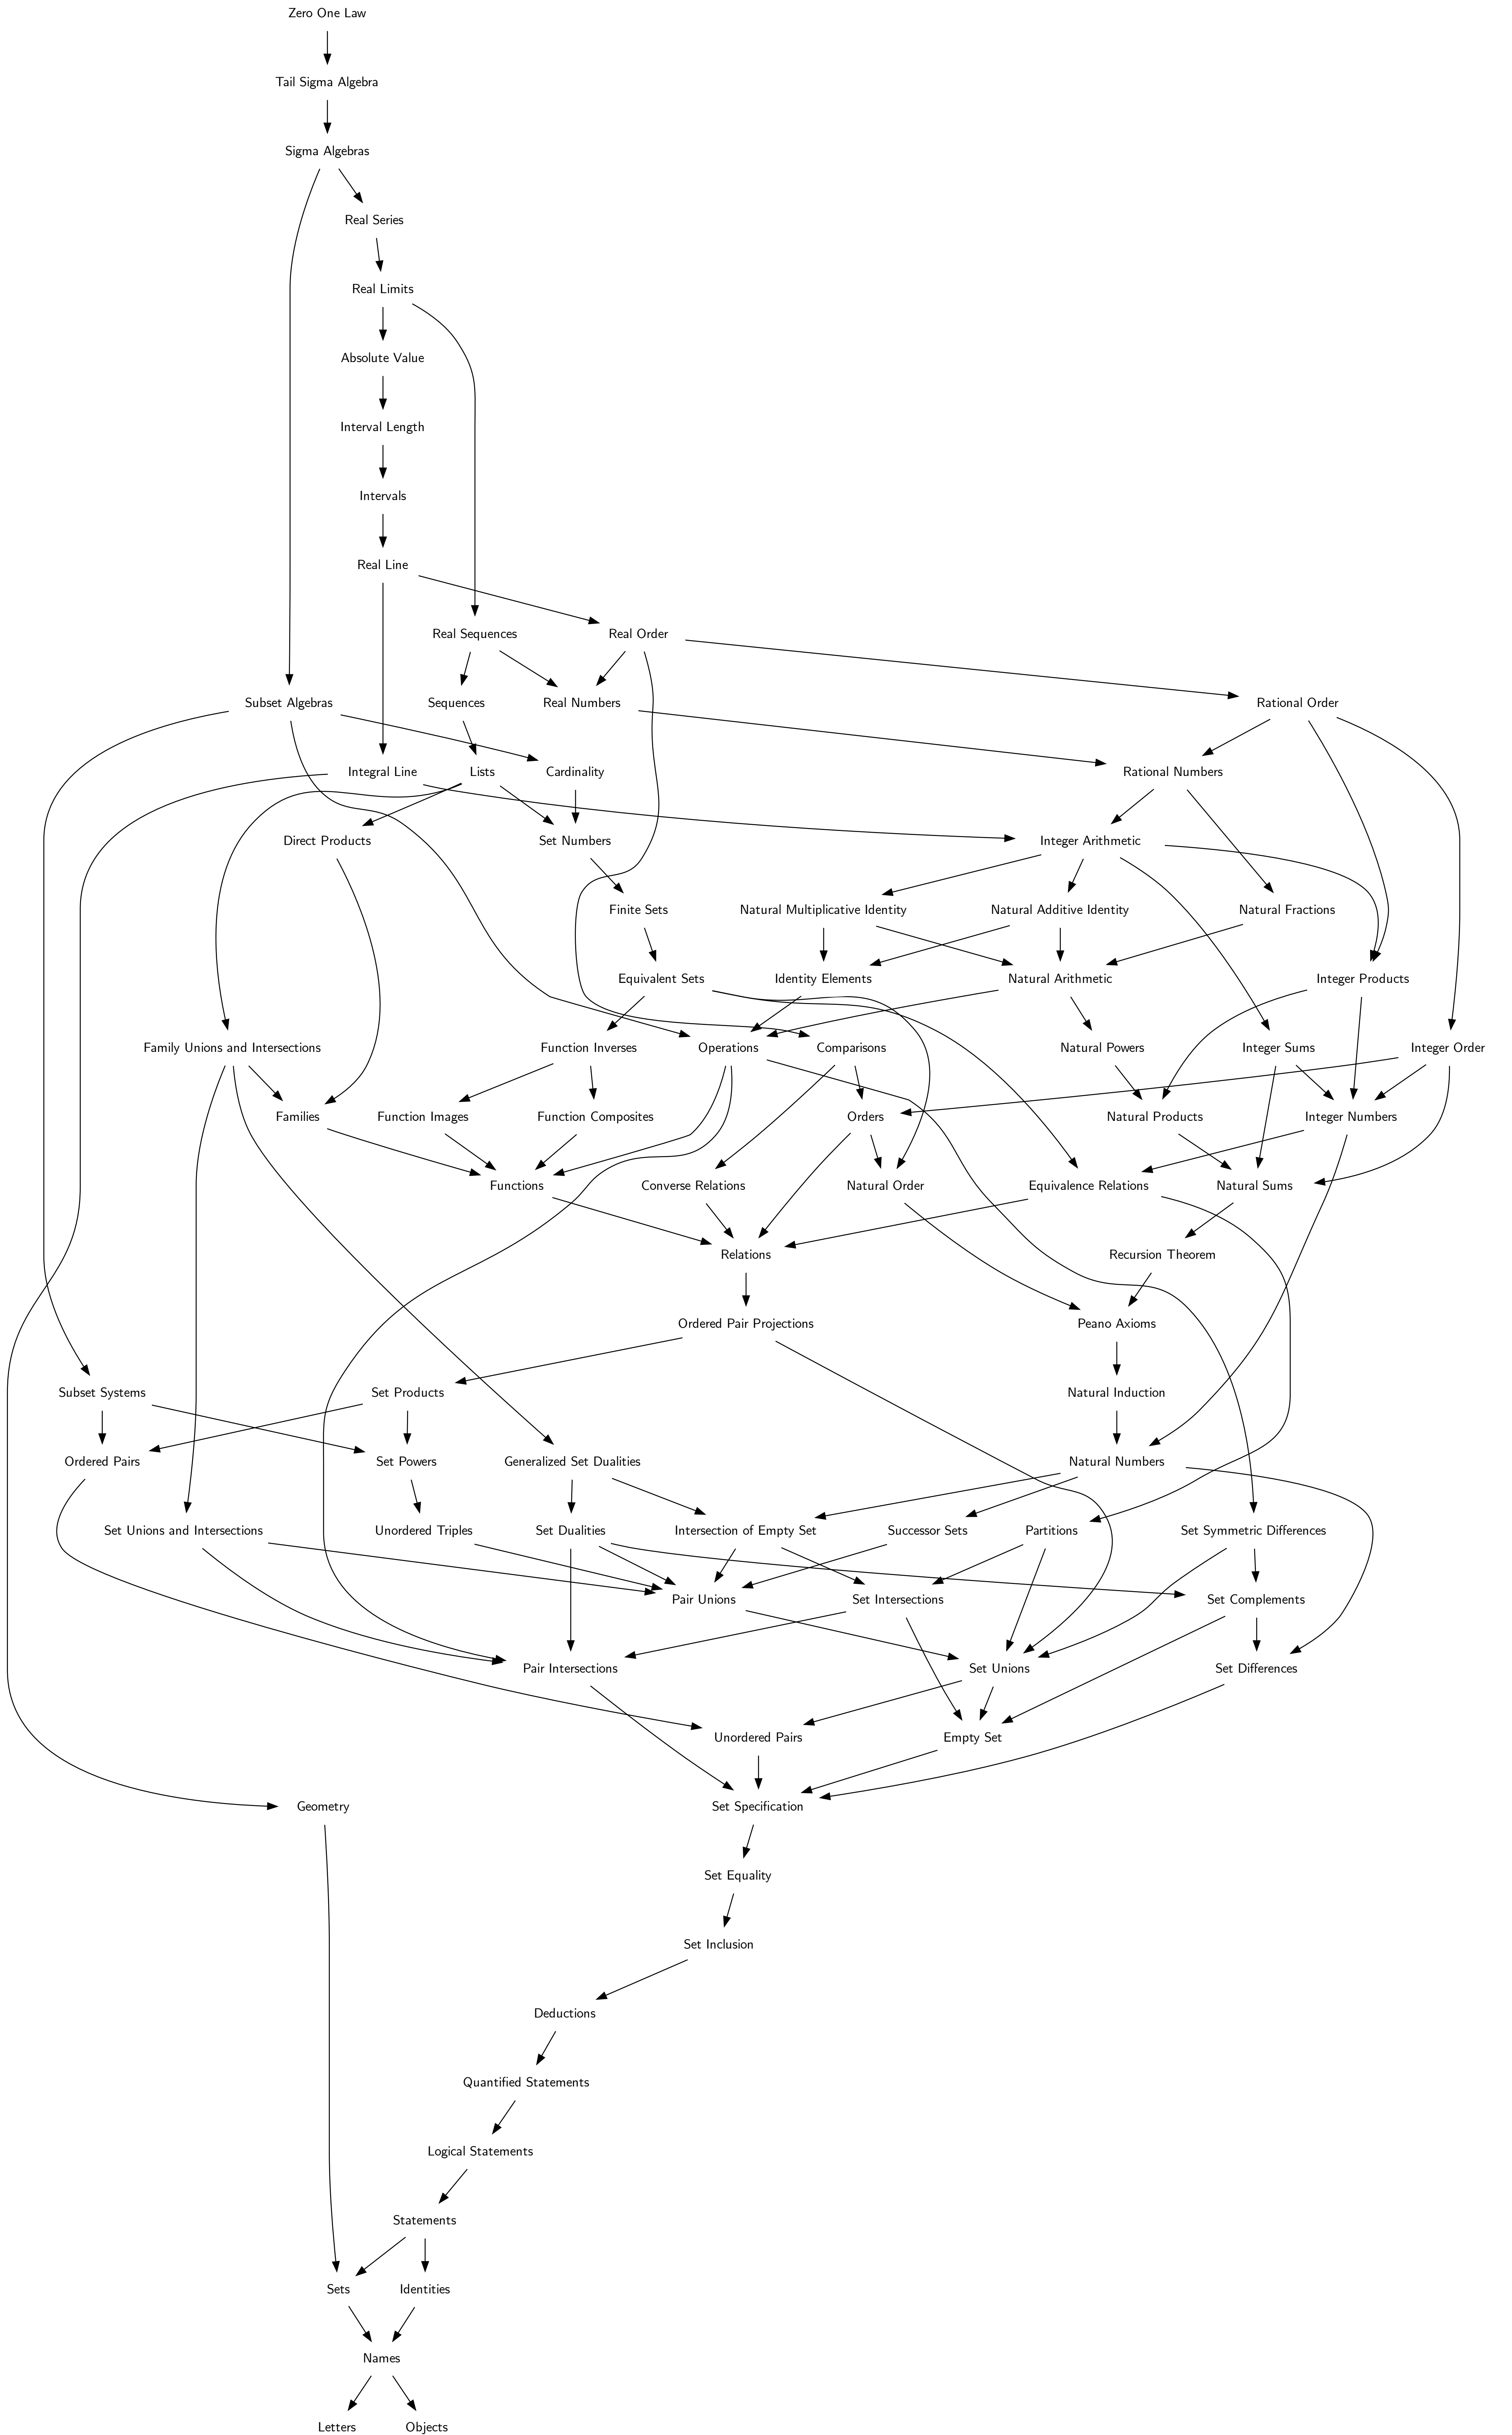 Zero One Law
Tail Sigma Algebra
Sigma Algebras
Real Series
Real Limits
Absolute Value
Interval Length
Intervals
Real Line
Real Sequences
Real Order
Subset Algebras
Sequences
Real Numbers
Rational Order
Integral Line
Lists
Cardinality
Rational Numbers
Direct Products
Set Numbers
Integer Arithmetic
Finite Sets
Natural Multiplicative Identity
Natural Additive Identity
Natural Fractions
Equivalent Sets
Identity Elements
Natural Arithmetic
Integer Products
Family Unions and Intersections
Function Inverses
Operations
Comparisons
Natural Powers
Integer Sums
Integer Order
Families
Function Images
Function Composites
Orders
Natural Products
Integer Numbers
Functions
Converse Relations
Natural Order
Equivalence Relations
Natural Sums
Relations
Recursion Theorem
Ordered Pair Projections
Peano Axioms
Subset Systems
Set Products
Natural Induction
Ordered Pairs
Set Powers
Generalized Set Dualities
Natural Numbers
Set Unions and Intersections
Unordered Triples
Set Dualities
Intersection of Empty Set
Successor Sets
Partitions
Set Symmetric Differences
Pair Unions
Set Intersections
Set Complements
Pair Intersections
Set Unions
Set Differences
Unordered Pairs
Empty Set
Geometry
Set Specification
Set Equality
Set Inclusion
Deductions
Quantified Statements
Logical Statements
Statements
Sets
Identities
Names
Letters
Objects